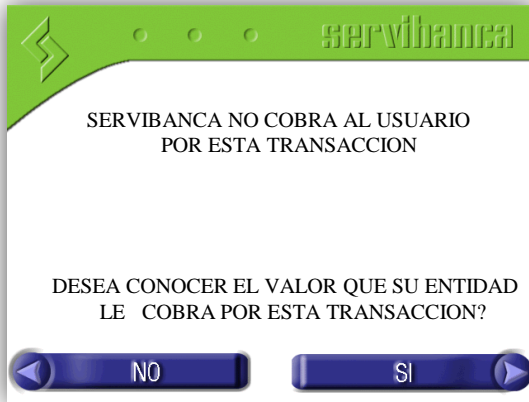 servibanca
SERVIBANCA NO COBRA AL USUARIO
POR ESTA TRANSACCION
DESEA CONOCER EL VALOR QUE SU ENTIDAD
LE COBRA POR ESTA TRANSACCION?
NO SI